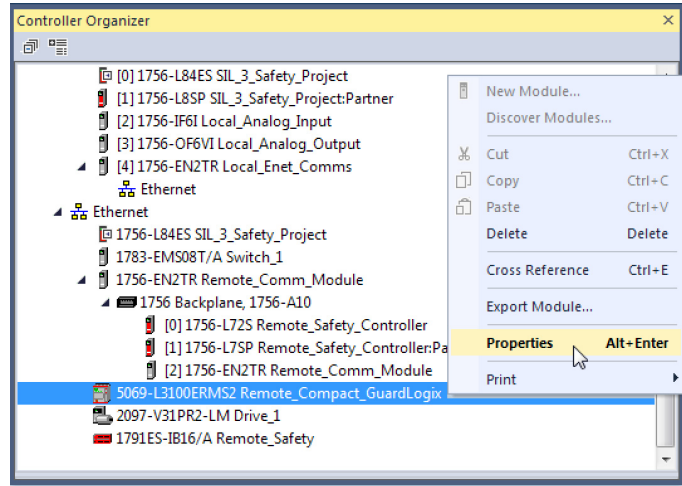 Controller Organizer
[0] 1756-L84ES SIL_3_Safety_Project
[1] 1756-L8SP SIL_3_Safety_Project:Partner
[2] 1756-IF6I Local_Analog_Input
[3] 1756-OF6VI Local_Analog_Output
[4] 1756-EN2TR Local_Enet_Comms
Ethernet
Ethernet
1756-L84ES SIL_3_Safety_Project
1783-EMS08T/A Switch_1
1756-EN2TR Remote_Comm_Module
1756 Backplane, 1756-A10
[0] 1756-L72S Remote_Safety_Controller
[1] 1756-L7SP Remote_Safety_Controller:Pa
[2] 1756-EN2TR Remote_Comm_Module
5069-L3100ERMS2 Remote_Compact_GuardLogix
2097-V31PR2-LM Drive_1
1791ES-IB16/A Remote_Safety
New Module...
Discover Modules...
Cut Ctrl+X
Copy Ctrl+C
Paste Ctrl+V
Delete Delete
Cross Reference Ctrl+E
Export Module...
Properties Alt+Enter
Print